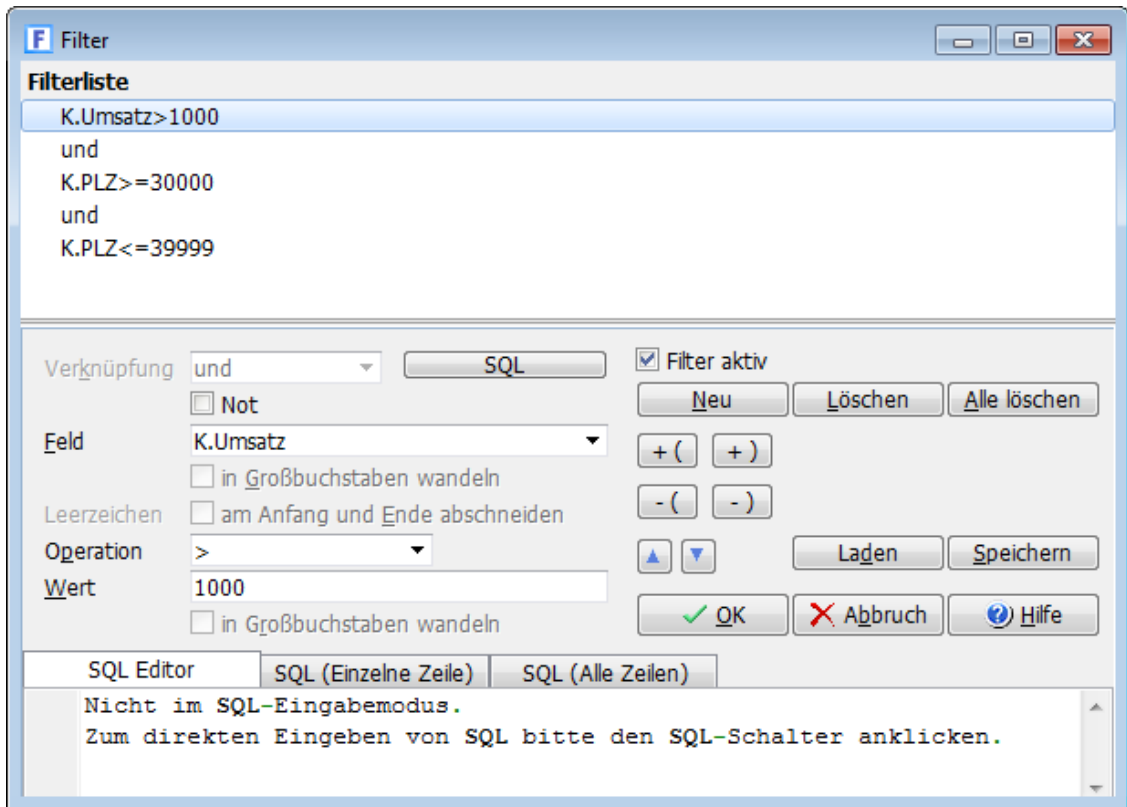 F Filter
Filterliste
K.Umsatz>1000
und
K.PLZ>=30000
und
K.PLZ<=39999
Verknüpfung und SQL Filter aktiv
Not Neu Löschen Alle löschen
Feld K.Umsatz + ( + )
in Großbuchstaben wandeln
Leerzeichen am Anfang und Ende abschneiden - ( - )
Operation > Laden Speichern
Wert 1000
in Großbuchstaben wandeln OK Abbruch Hilfe
SQL Editor SQL (Einzelne Zeile) SQL (Alle Zeilen)
Nicht im SQL-Eingabemodus.
Zum direkten Eingeben von SQL bitte den SQL-Schalter anklicken.